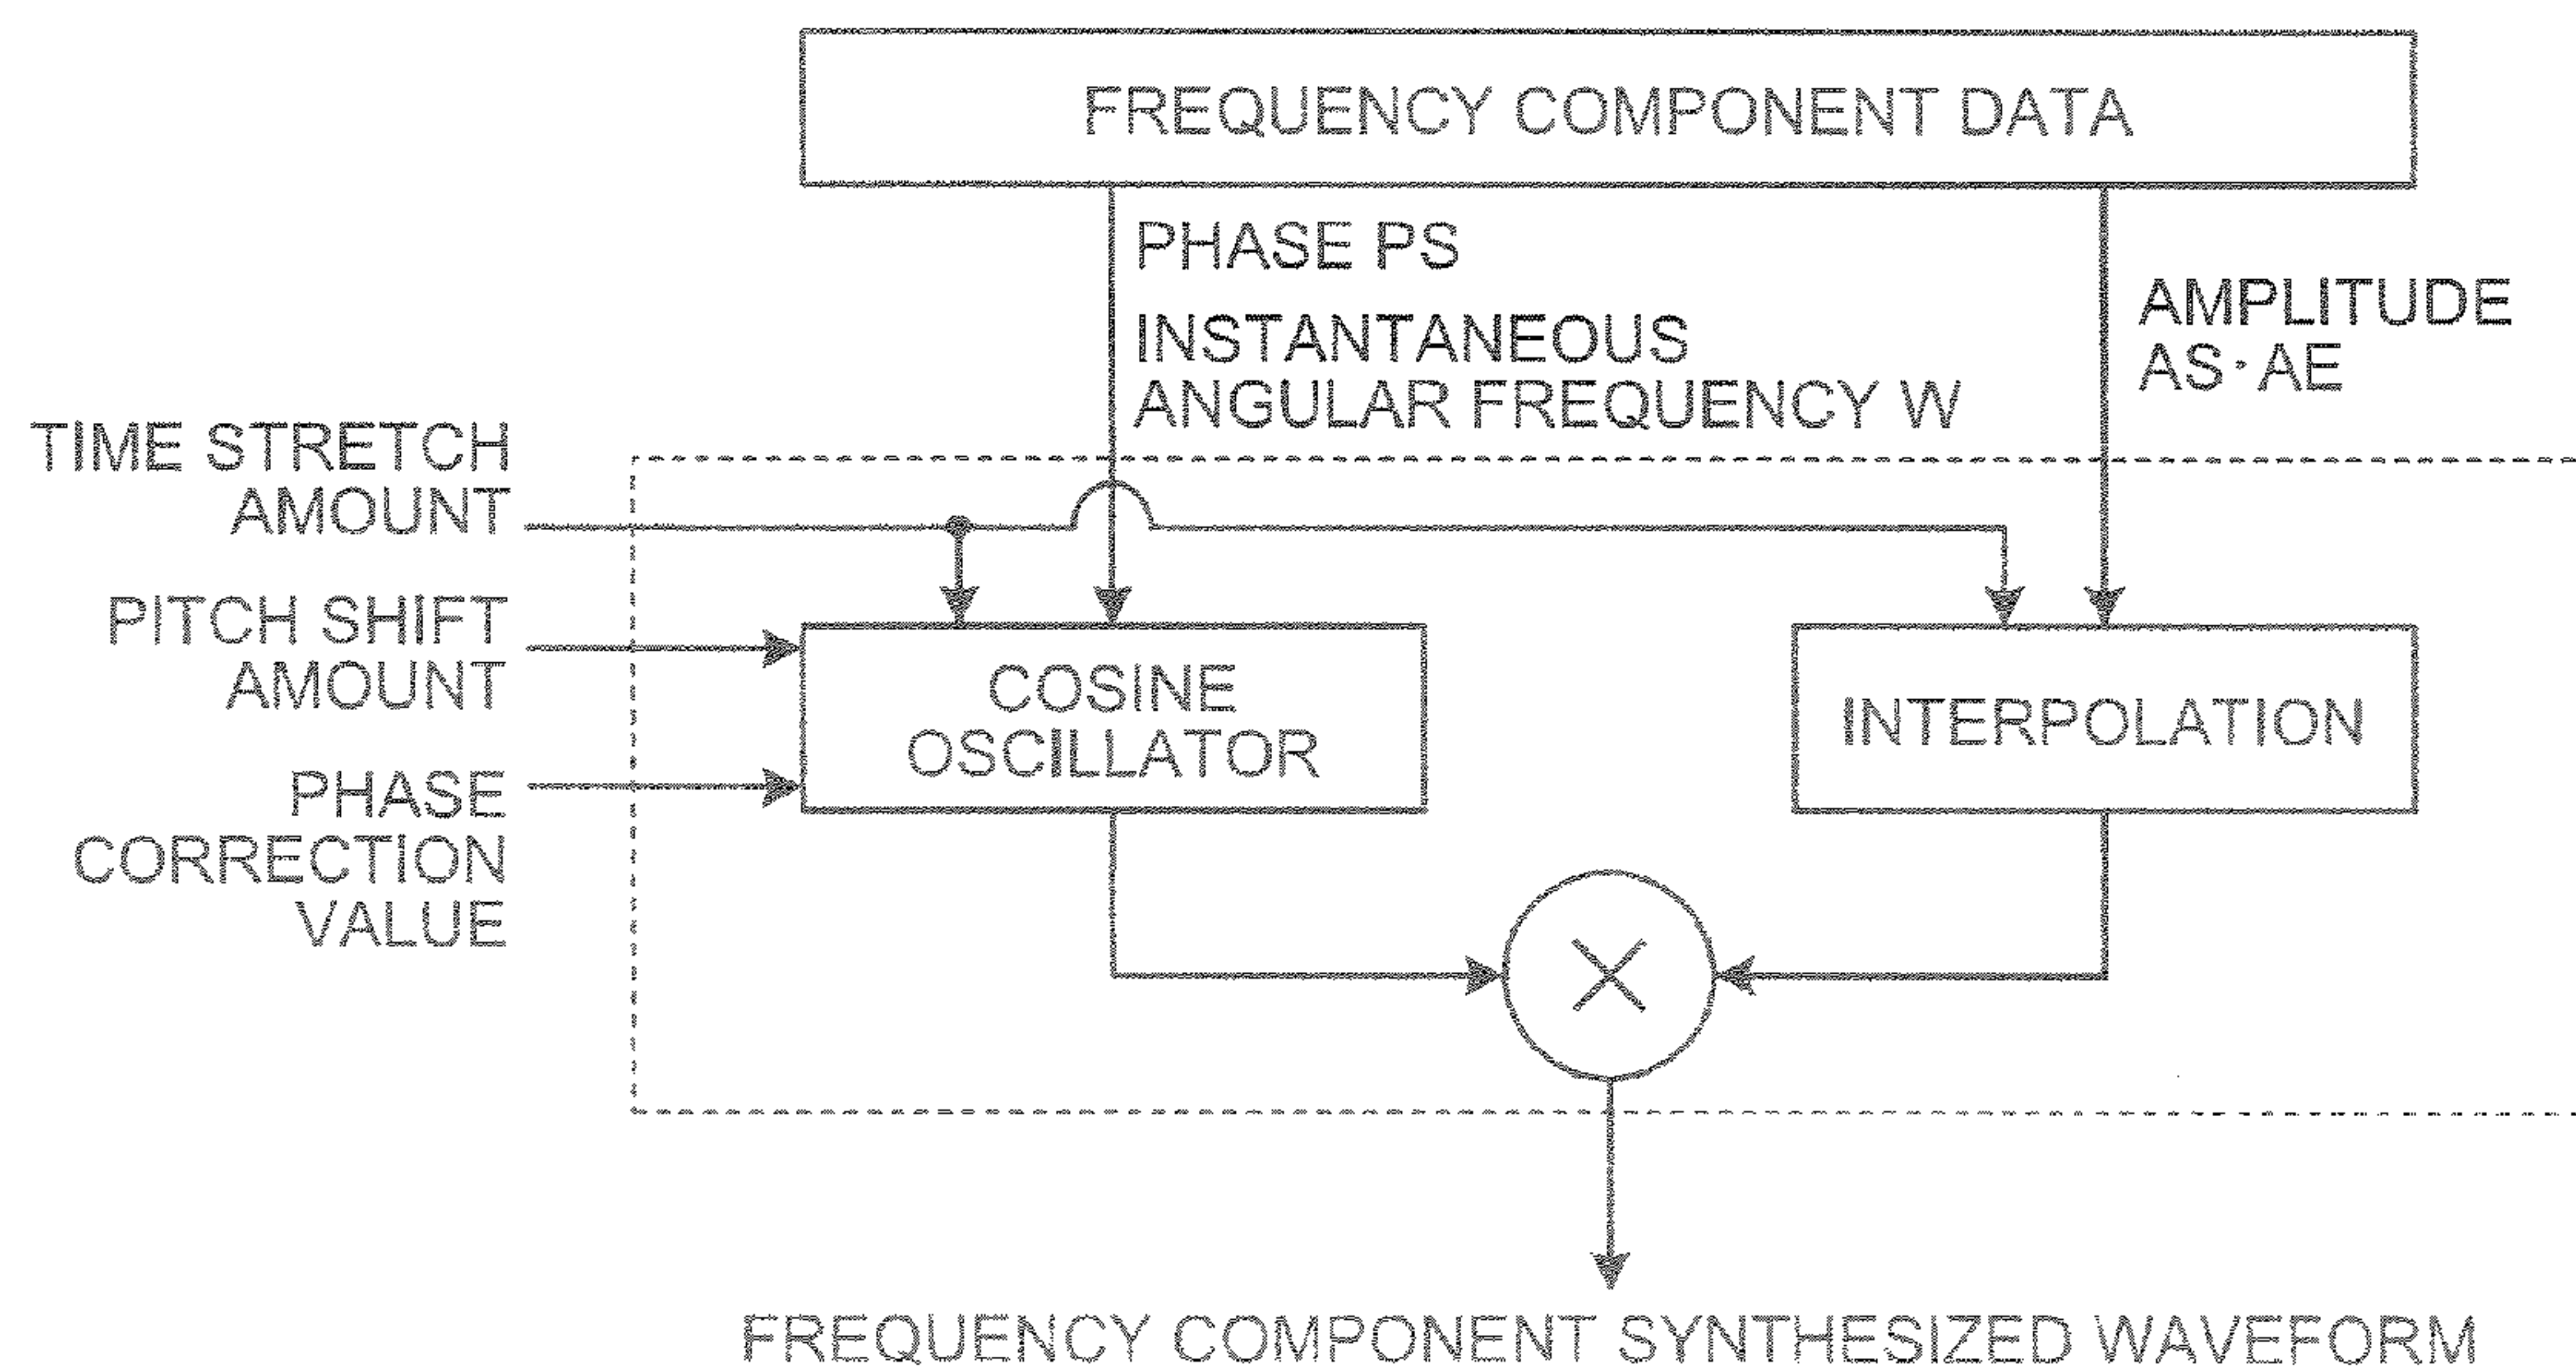 FREQUENCY COMPONENT DATA
PHASE PS
INSTANTANEOUS
ANGULAR FREQUENCY W
AMPLITUDE
AS·AE
TIME STRETCH
AMOUNT
PITCH SHIFT
AMOUNT
PHASE
CORRECTION
VALUE
COSINE
OSCILLATOR
INTERPOLATION
FREQUENCY COMPONENT SYNTHESIZED WAVEFORM